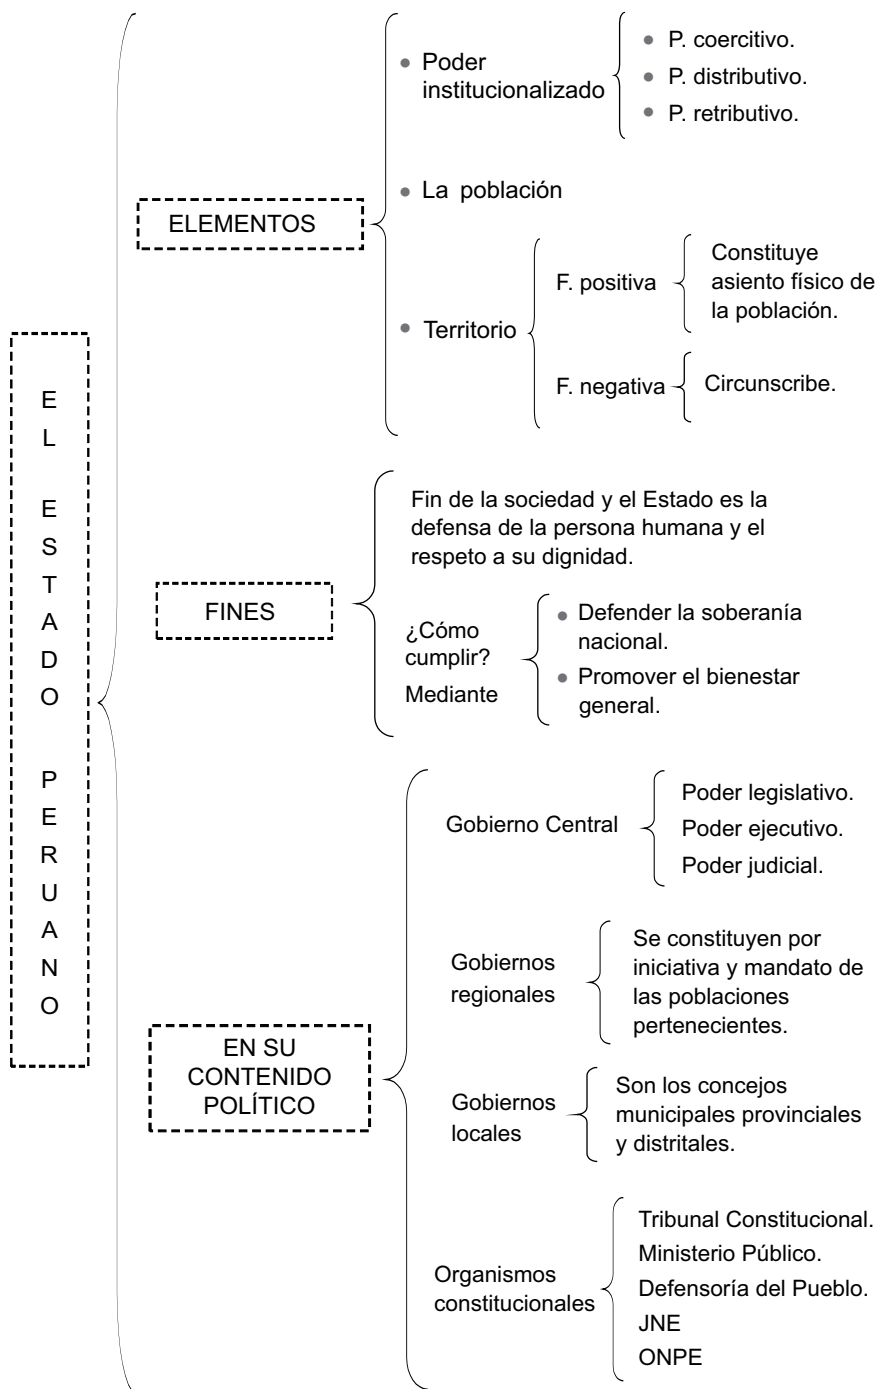 EL ESTADO PERUANO
ELEMENTOS
Poder
institucionalizado
P. coercitivo.
P. distributivo.
P. retributivo.
La población
Territorio
F. positiva
Constituye
asiento físico de
la población.
F. negativa
Circunscribe.
FINES
Fin de la sociedad y el Estado es la
defensa de la persona humana y el
respeto a su dignidad.
¿Cómo
cumplir?
Mediante
Defender la soberanía
nacional.
Promover el bienestar
general.
EN SU
CONTENIDO
POLÍTICO
Gobierno Central
Poder legislativo.
Poder ejecutivo.
Poder judicial.
Gobiernos
regionales
Se constituyen por
iniciativa y mandato de
las poblaciones
pertenecientes.
Gobiernos
locales
Son los concejos
municipales provinciales
y distritales.
Organismos
constitucionales
Tribunal Constitucional.
Ministerio Público.
Defensoría del Pueblo.
JNE
ONPE